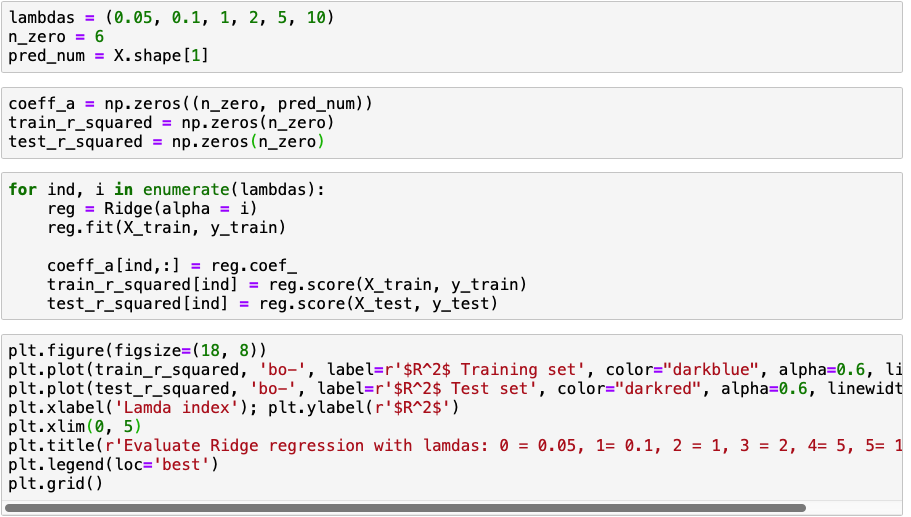 lambdas = (0.05, 0.1, 1, 2, 5, 10)
n_zero = 6
pred_num = X.shape[1]
coeff_a = np.zeros((n_zero, pred_num))
train_r_squared = np.zeros(n_zero)
test_r_squared = np.zeros(n_zero)
for ind, i in enumerate(lambdas):
    reg = Ridge(alpha = i)
    reg.fit(X_train, y_train)
    coeff_a[ind,:] = reg.coef_
    train_r_squared[ind] = reg.score(X_train, y_train)
    test_r_squared[ind] = reg.score(X_test, y_test)
plt.figure(figsize=(18, 8))
plt.plot(train_r_squared, 'bo-', label=r'$R^2$ Training set', color="darkblue", alpha=0.6, li
plt.plot(test_r_squared, 'bo-', label=r'$R^2$ Test set', color="darkred", alpha=0.6, linewidt
plt.xlabel('Lamda index'); plt.ylabel(r'$R^2$')
plt.xlim(0, 5)
plt.title(r'Evaluate Ridge regression with lamdas: 0 = 0.05, 1= 0.1, 2 = 1, 3 = 2, 4= 5, 5= 1
plt.legend(loc='best')
plt.grid()